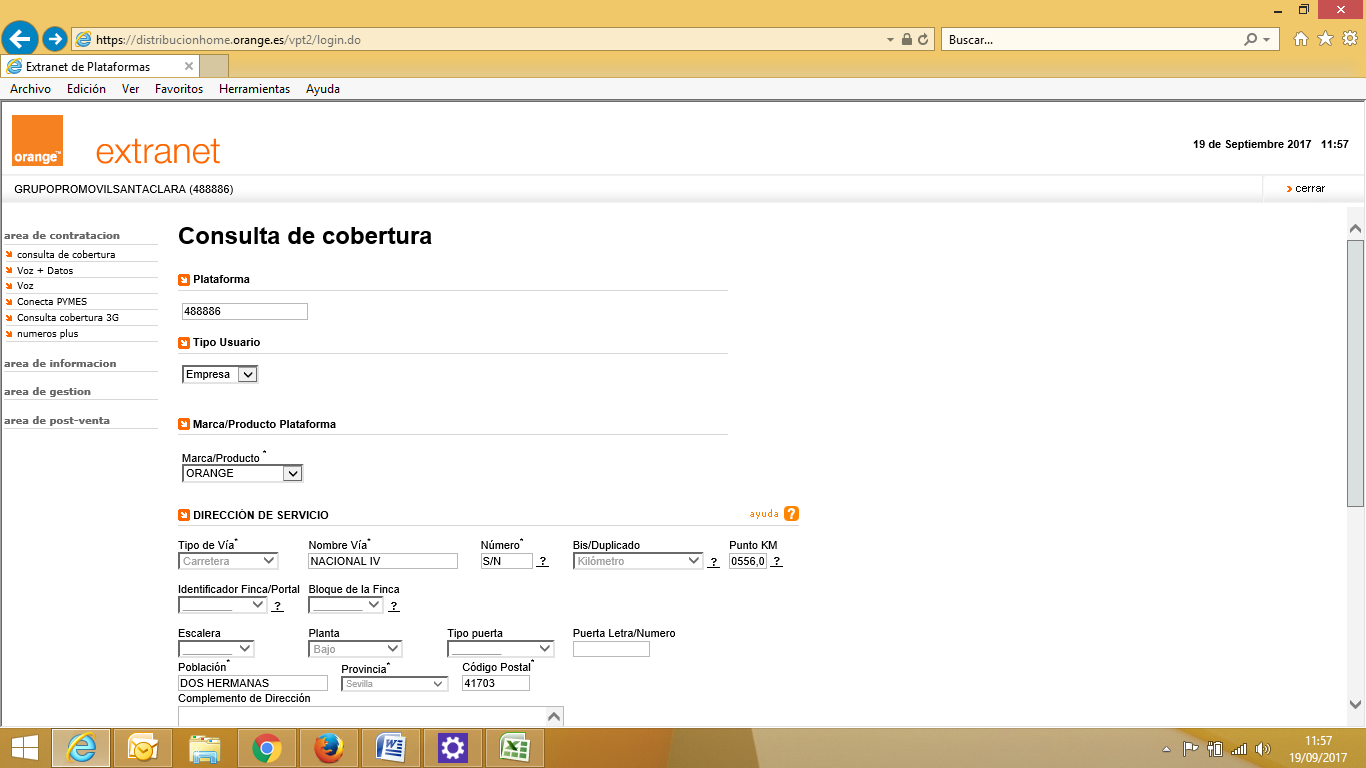 https://distribucionhome.orange.es/vpt2/login.do
Buscar...
Extranet de Plataformas
Archivo Edición Ver Favoritos Herramientas Ayuda
orange™
extranet
19 de Septiembre 2017 11:57
GRUPOPROMOVILSANTACLARA (488886)
cerrar
area de contratacion
consulta de cobertura
Voz + Datos
Voz
Conecta PYMES
Consulta cobertura 3G
numeros plus
area de informacion
area de gestion
area de post-venta
Consulta de cobertura
Plataforma
488886
Tipo Usuario
Empresa
Marca/Producto Plataforma
Marca/Producto *
ORANGE
DIRECCIÓN DE SERVICIO
ayuda ?
Tipo de Vía* Nombre Vía* Número* Bis/Duplicado Punto KM
Carretera NACIONAL IV S/N ? Kilómetro ? 0556,0 ?
Identificador Finca/Portal Bloque de la Finca
________ ? ________ ?
Escalera Planta Tipo puerta Puerta Letra/Numero
________ Bajo ________
Población* Provincia* Código Postal*
DOS HERMANAS Sevilla 41703
Complemento de Dirección
11:57
19/09/2017